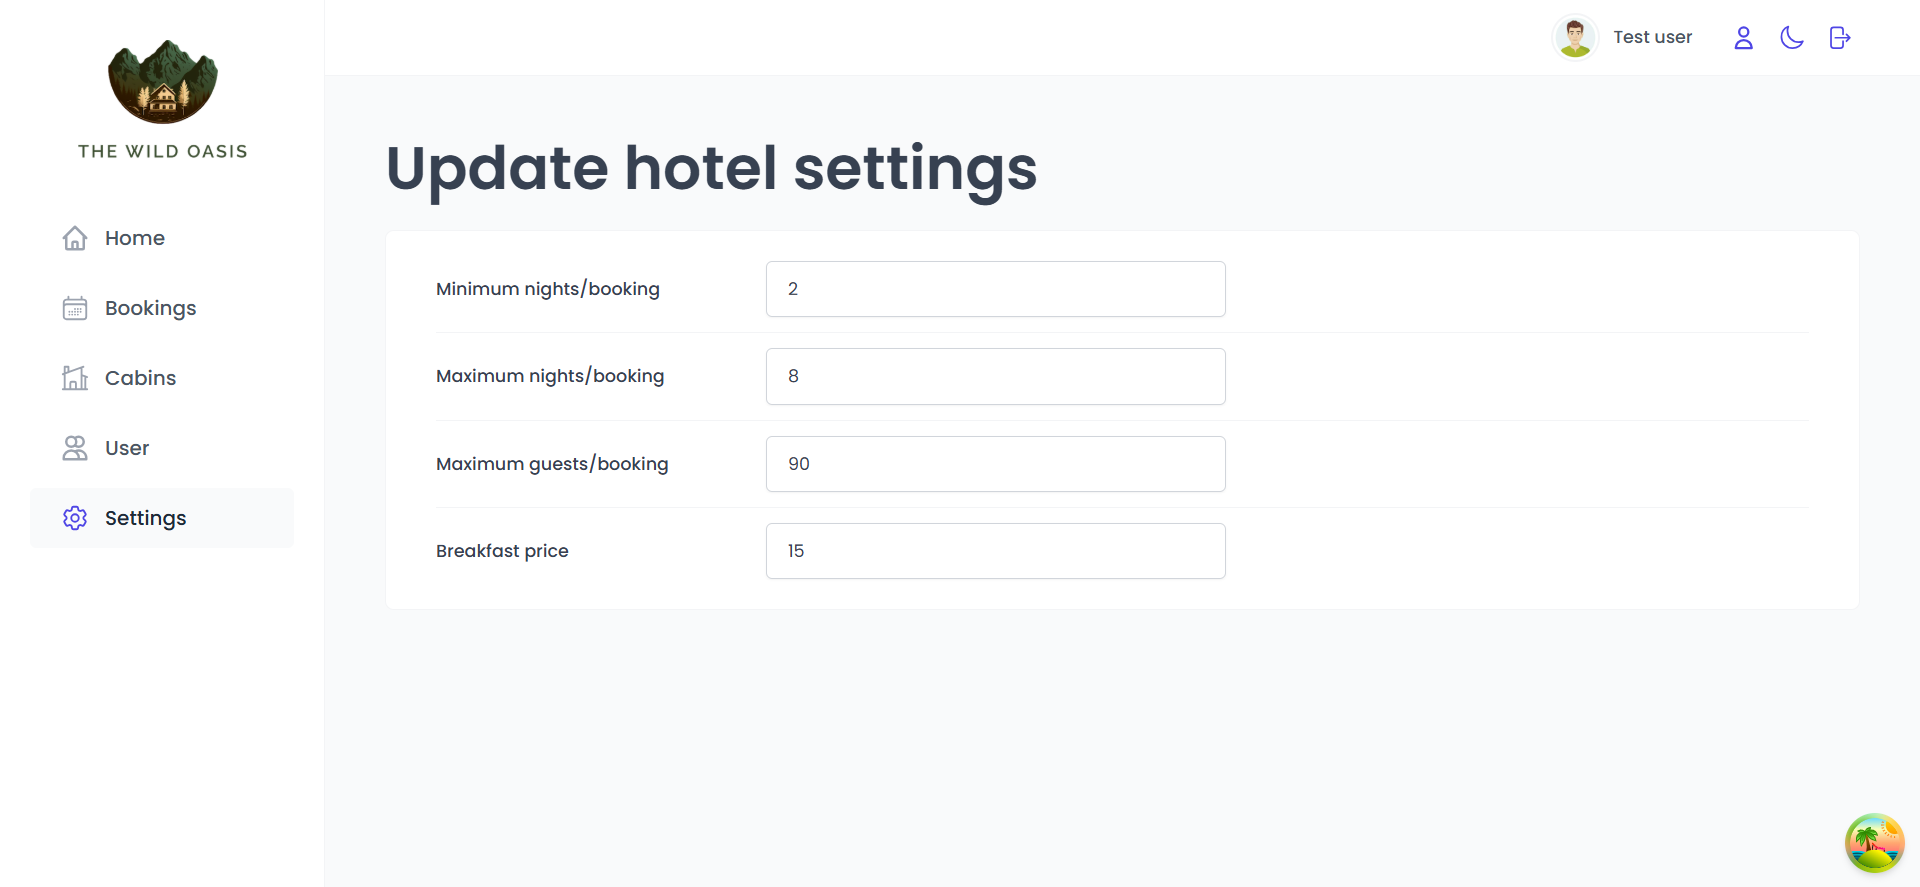 THE WILD OASIS
Home
Bookings
Cabins
User
Settings
Test user
Update hotel settings
Minimum nights/booking
2
Maximum nights/booking
8
Maximum guests/booking
90
Breakfast price
15